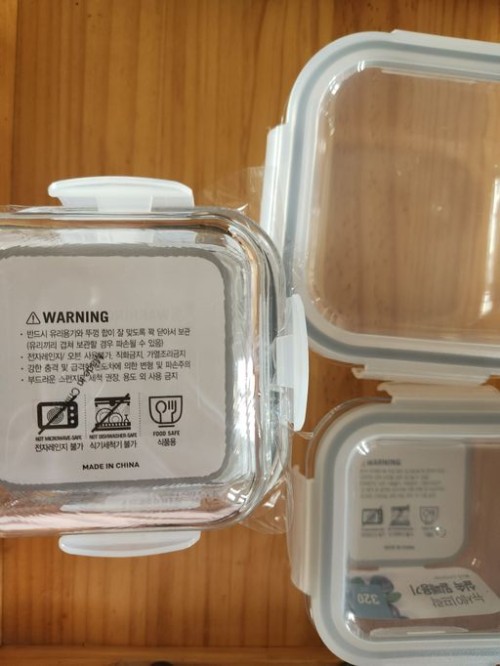 ⚠WARNING
· 반드시 유리용기와 뚜껑 합이 잘 맞도록 꽉 닫아서 보관
(유리끼리 겹쳐 보관할 경우 파손될 수 있음)
· 전자레인지/ 오븐 사용불가, 직화금지, 가열조리금지
· 강한 충격 및 급격한 온도차에 의한 변형 및 파손주의
· 부드러운 스펀지로 세척 권장, 용도 외 사용 금지
NOT MICROWAVE SAFE
전자레인지 불가
NOT DISHWASHER SAFE
식기세척기 불가
FOOD SAFE
식품용
MADE IN CHINA
WARNING
320